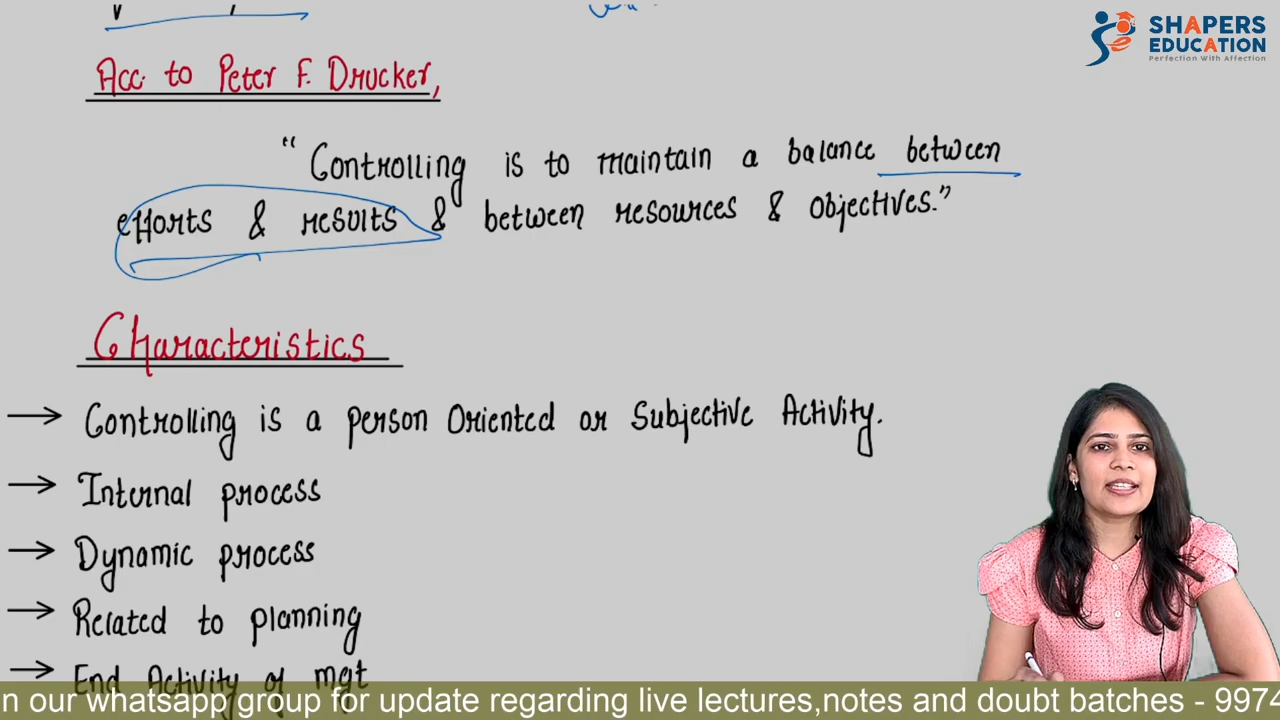 SHAPERS
EDUCATION
Perfection With Affection
Acc. to Peter F. Drucker,
“Controlling is to maintain a balance between
efforts & results & between resources & objectives.”
Characteristics
→ Controlling is a person Oriented or Subjective Activity.
→ Internal process
→ Dynamic process
→ Related to planning
→ End Activity of mgt
n our whatsapp group for update regarding live lectures,notes and doubt batches - 9974